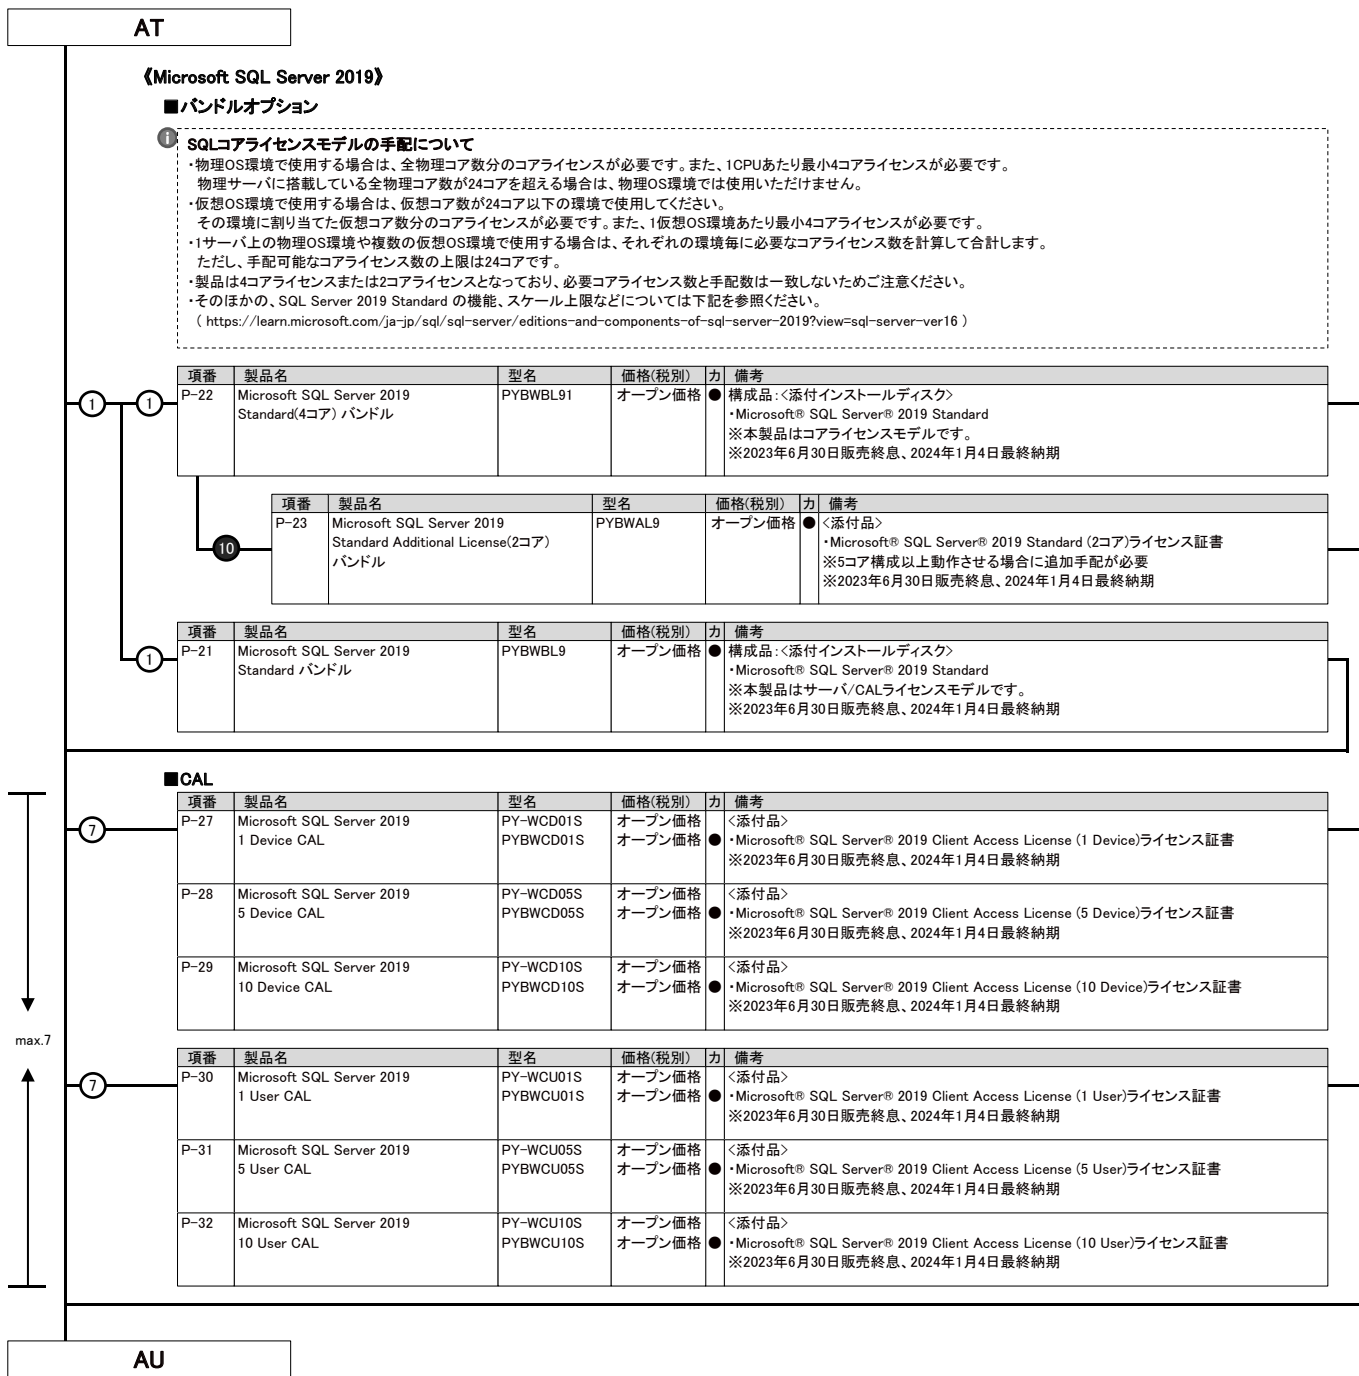 AT
《Microsoft SQL Server 2019》
■バンドルオプション
i
SQLコアライセンスモデルの手配について
・物理OS環境で使用する場合は、全物理コア数分のコアライセンスが必要です。また、1CPUあたり最小4コアライセンスが必要です。
物理サーバに搭載している全物理コア数が24コアを超える場合は、物理OS環境では使用いただけません。
・仮想OS環境で使用する場合は、仮想コア数が24コア以下の環境で使用してください。
その環境に割り当てた仮想コア数分のコアライセンスが必要です。また、1仮想OS環境あたり最小4コアライセンスが必要です。
・1サーバ上の物理OS環境や複数の仮想OS環境で使用する場合は、それぞれの環境毎に必要なコアライセンス数を計算して合計します。
ただし、手配可能なコアライセンス数の上限は24コアです。
・製品は4コアライセンスまたは2コアライセンスとなっており、必要コアライセンス数と手配数は一致しないためご注意ください。
・そのほかの、SQL Server 2019 Standard の機能、スケール上限などについては下記を参照ください。
( https://learn.microsoft.com/ja-jp/sql/sql-server/editions-and-components-of-sql-server-2019?view=sql-server-ver16 )
項番 製品名 型名 価格(税別) カ 備考
1 1 P-22 Microsoft SQL Server 2019 PYBWBL91 オープン価格 ● 構成品:<添付インストールディスク>
Standard(4コア) バンドル ・Microsoft® SQL Server® 2019 Standard
※本製品はコアライセンスモデルです。
※2023年6月30日販売終息、2024年1月4日最終納期
項番 製品名 型名 価格(税別) カ 備考
P-23 Microsoft SQL Server 2019 PYBWAL9 オープン価格 ● <添付品>
10 Standard Additional License(2コア) ・Microsoft® SQL Server® 2019 Standard (2コア)ライセンス証書
バンドル ※5コア構成以上動作させる場合に追加手配が必要
※2023年6月30日販売終息、2024年1月4日最終納期
項番 製品名 型名 価格(税別) カ 備考
1 P-21 Microsoft SQL Server 2019 PYBWBL9 オープン価格 ● 構成品:<添付インストールディスク>
Standard バンドル ・Microsoft® SQL Server® 2019 Standard
※本製品はサーバ/CALライセンスモデルです。
※2023年6月30日販売終息、2024年1月4日最終納期
■CAL
項番 製品名 型名 価格(税別) カ 備考
7 P-27 Microsoft SQL Server 2019 PY-WCD01S オープン価格 <添付品>
1 Device CAL PYBWCD01S オープン価格 ● ・Microsoft® SQL Server® 2019 Client Access License (1 Device)ライセンス証書
※2023年6月30日販売終息、2024年1月4日最終納期
P-28 Microsoft SQL Server 2019 PY-WCD05S オープン価格 <添付品>
5 Device CAL PYBWCD05S オープン価格 ● ・Microsoft® SQL Server® 2019 Client Access License (5 Device)ライセンス証書
※2023年6月30日販売終息、2024年1月4日最終納期
P-29 Microsoft SQL Server 2019 PY-WCD10S オープン価格 <添付品>
10 Device CAL PYBWCD10S オープン価格 ● ・Microsoft® SQL Server® 2019 Client Access License (10 Device)ライセンス証書
※2023年6月30日販売終息、2024年1月4日最終納期
max.7
項番 製品名 型名 価格(税別) カ 備考
7 P-30 Microsoft SQL Server 2019 PY-WCU01S オープン価格 <添付品>
1 User CAL PYBWCU01S オープン価格 ● ・Microsoft® SQL Server® 2019 Client Access License (1 User)ライセンス証書
※2023年6月30日販売終息、2024年1月4日最終納期
P-31 Microsoft SQL Server 2019 PY-WCU05S オープン価格 <添付品>
5 User CAL PYBWCU05S オープン価格 ● ・Microsoft® SQL Server® 2019 Client Access License (5 User)ライセンス証書
※2023年6月30日販売終息、2024年1月4日最終納期
P-32 Microsoft SQL Server 2019 PY-WCU10S オープン価格 <添付品>
10 User CAL PYBWCU10S オープン価格 ● ・Microsoft® SQL Server® 2019 Client Access License (10 User)ライセンス証書
※2023年6月30日販売終息、2024年1月4日最終納期
AU